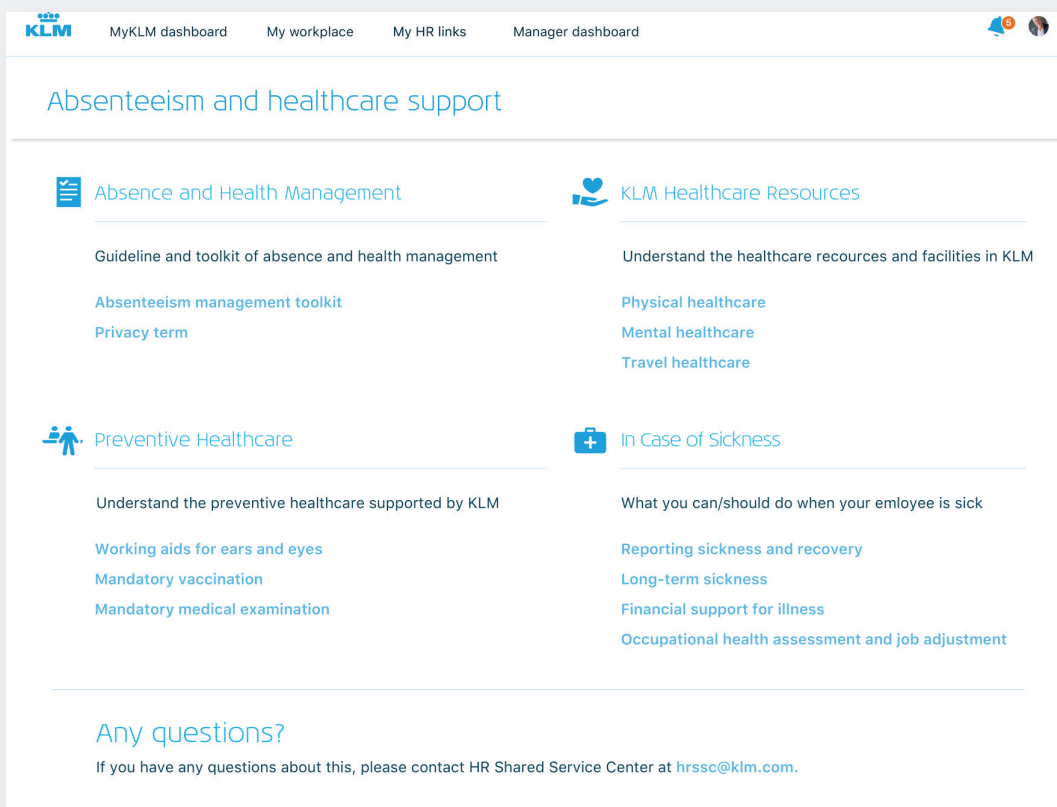 KLM
MyKLM dashboard
My workplace
My HR links
Manager dashboard
5
Absenteeism and healthcare support
Absence and Health Management
Guideline and toolkit of absence and health management
Absenteeism management toolkit
Privacy term
KLM Healthcare Resources
Understand the healthcare recources and facilities in KLM
Physical healthcare
Mental healthcare
Travel healthcare
Preventive Healthcare
Understand the preventive healthcare supported by KLM
Working aids for ears and eyes
Mandatory vaccination
Mandatory medical examination
In Case of Sickness
What you can/should do when your emloyee is sick
Reporting sickness and recovery
Long-term sickness
Financial support for illness
Occupational health assessment and job adjustment
Any questions?
If you have any questions about this, please contact HR Shared Service Center at hrssc@klm.com.